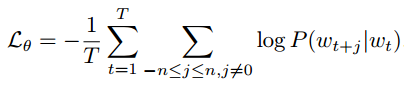 $\mathcal{L}_\theta = -\frac{1}{T} \sum_{t=1}^{T} \sum_{-n \leq j \leq n, j \neq 0} \log P(w_{t+j}|w_t)$